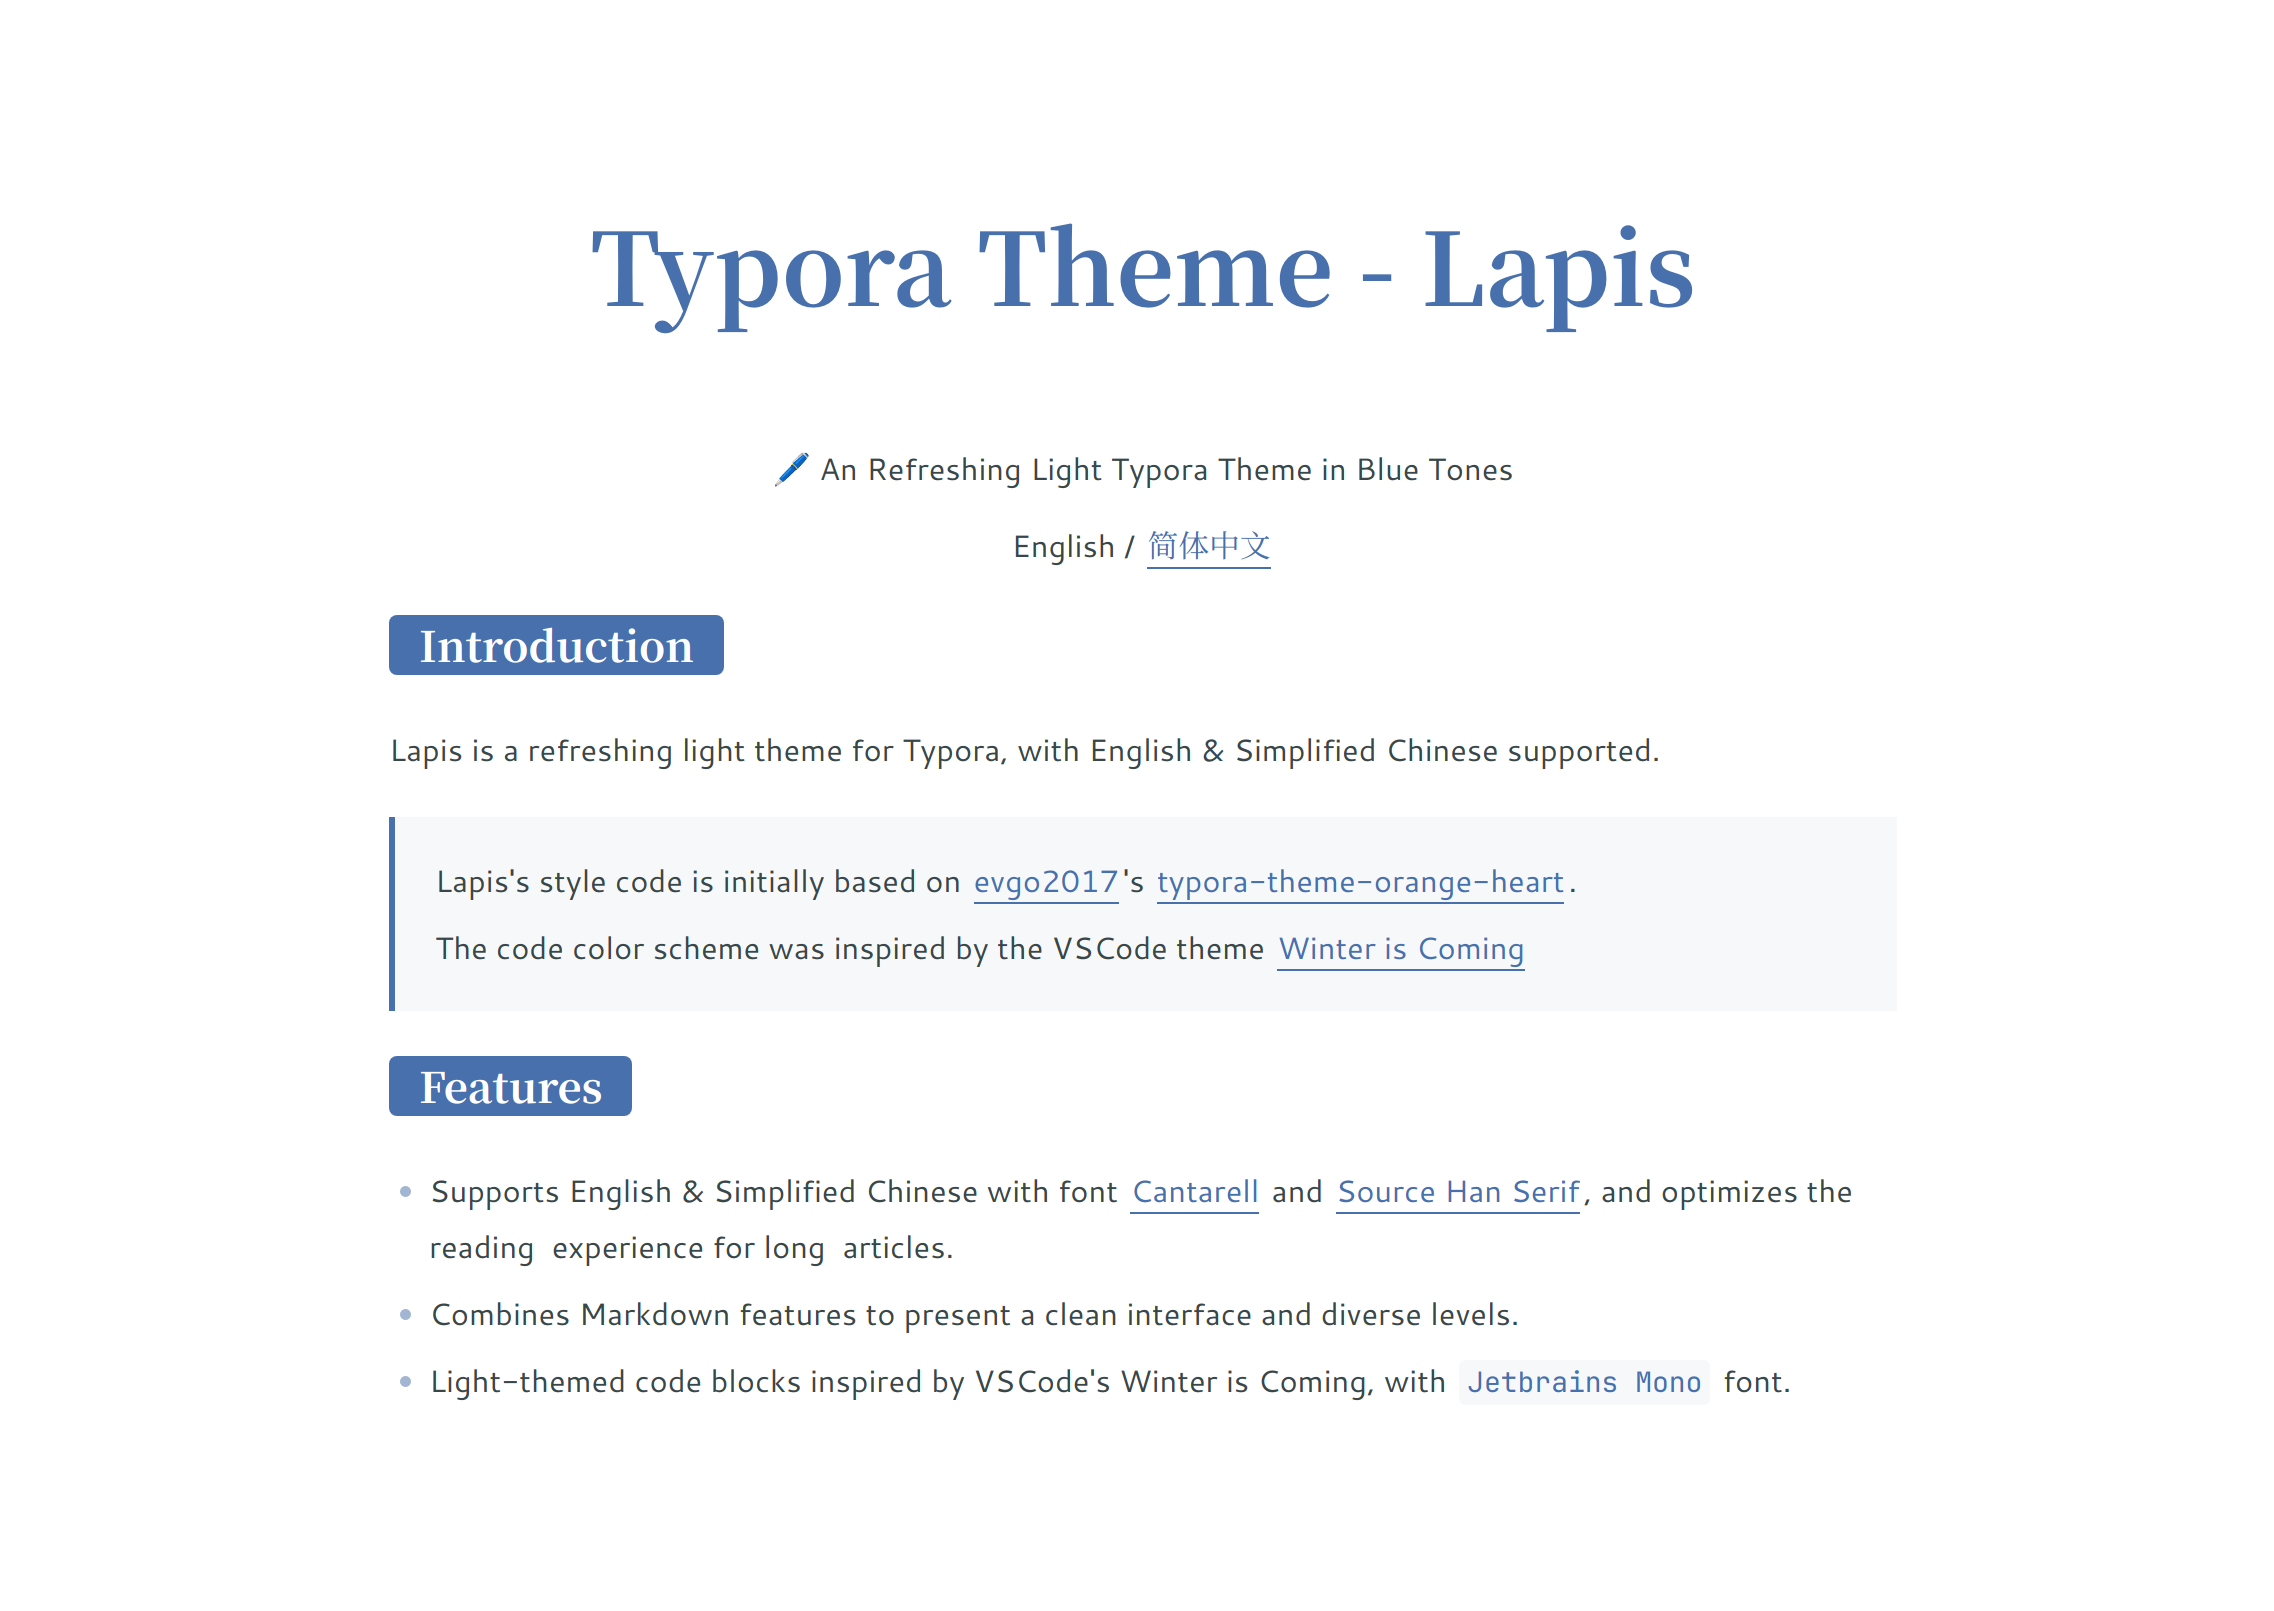 Typora Theme - Lapis
🖊️ An Refreshing Light Typora Theme in Blue Tones
English / 简体中文
Introduction
Lapis is a refreshing light theme for Typora, with English & Simplified Chinese supported.
Lapis's style code is initially based on evgo2017's typora-theme-orange-heart.
The code color scheme was inspired by the VSCode theme Winter is Coming
Features
• Supports English & Simplified Chinese with font Cantarell and Source Han Serif, and optimizes the
reading experience for long articles.
• Combines Markdown features to present a clean interface and diverse levels.
• Light-themed code blocks inspired by VSCode's Winter is Coming, with Jetbrains Mono font.